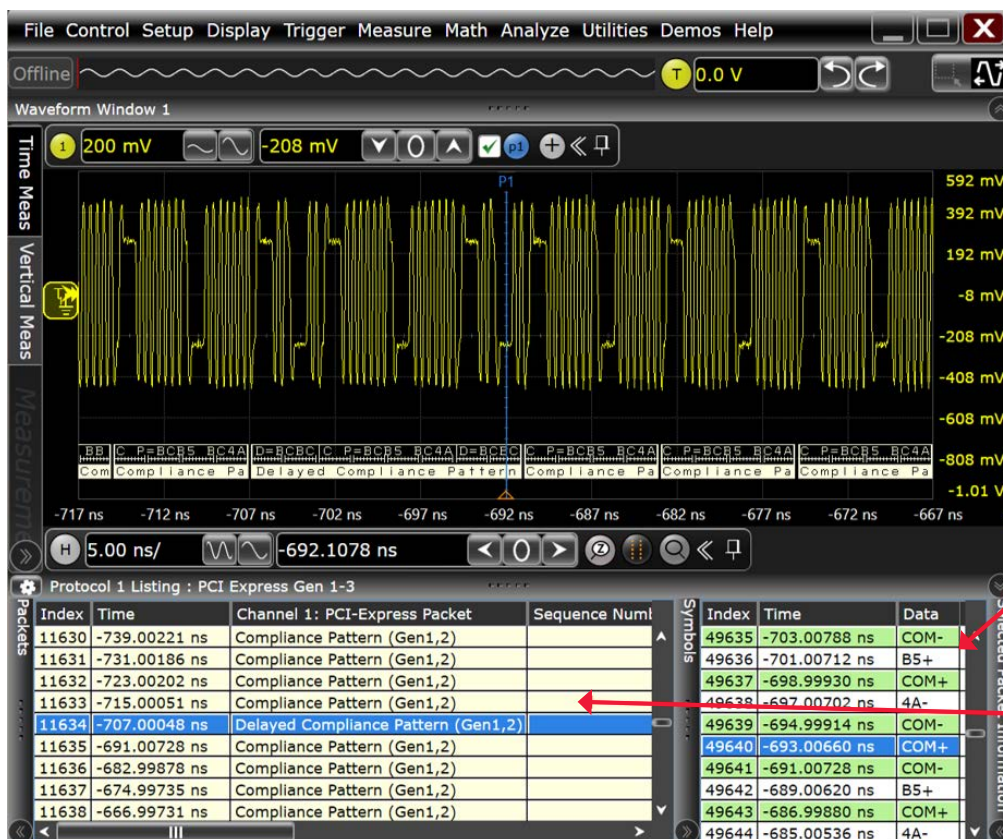 File Control Setup Display Trigger Measure Math Analyze Utilities Demos Help X
Offline T 0.0 V
Waveform Window 1
Time Meas
Vertical Meas
1 200 mV -208 mV 0 p1
P1
592 mV
392 mV
192 mV
-8 mV
-208 mV
-408 mV
-608 mV
-808 mV
-1.01 V
T
BB C P=BCB5 BC4A D=BCBC C P=BCB5 BC4A D=BCBC C P=BCB5 BC4A C P=BCB5 BC4A C P=BCB5 BC4A
Com Compliance Pa Delayed Compliance Pattern Compliance Pa Compliance Pa Compliance Pa
-717 ns -712 ns -707 ns -702 ns -697 ns -692 ns -687 ns -682 ns -677 ns -672 ns -667 ns
H 5.00 ns/ -692.1078 ns 0 Z
Protocol 1 Listing : PCI Express Gen 1-3
Packets
Index Time Channel 1: PCI-Express Packet Sequence Numb
11630 -739.00221 ns Compliance Pattern (Gen1,2)
11631 -731.00186 ns Compliance Pattern (Gen1,2)
11632 -723.00202 ns Compliance Pattern (Gen1,2)
11633 -715.00051 ns Compliance Pattern (Gen1,2)
11634 -707.00048 ns Delayed Compliance Pattern (Gen1,2)
11635 -691.00728 ns Compliance Pattern (Gen1,2)
11636 -682.99878 ns Compliance Pattern (Gen1,2)
11637 -674.99735 ns Compliance Pattern (Gen1,2)
11638 -666.99731 ns Compliance Pattern (Gen1,2)
Symbols
Index Time Data
49635 -703.00788 ns COM-
49636 -701.00712 ns B5+
49637 -698.99930 ns COM+
49638 -697.00702 ns 4A-
49639 -694.99914 ns COM-
49640 -693.00660 ns COM+
49641 -691.00728 ns COM-
49642 -689.00620 ns B5+
49643 -686.99880 ns COM+
49644 -685.00536 ns 4A-